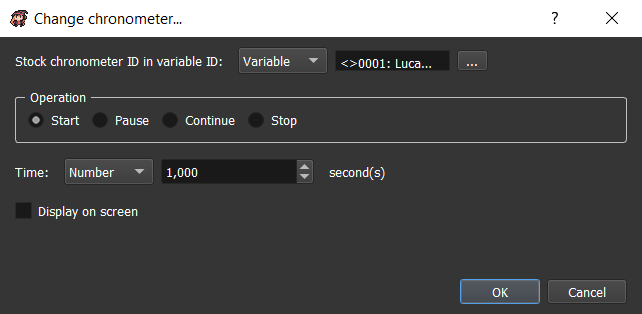 Change chronometer...
Stock chronometer ID in variable ID: Variable <>0001: Luca... ...
Operation
Start Pause Continue Stop
Time: Number 1,000 second(s)
Display on screen
OK Cancel